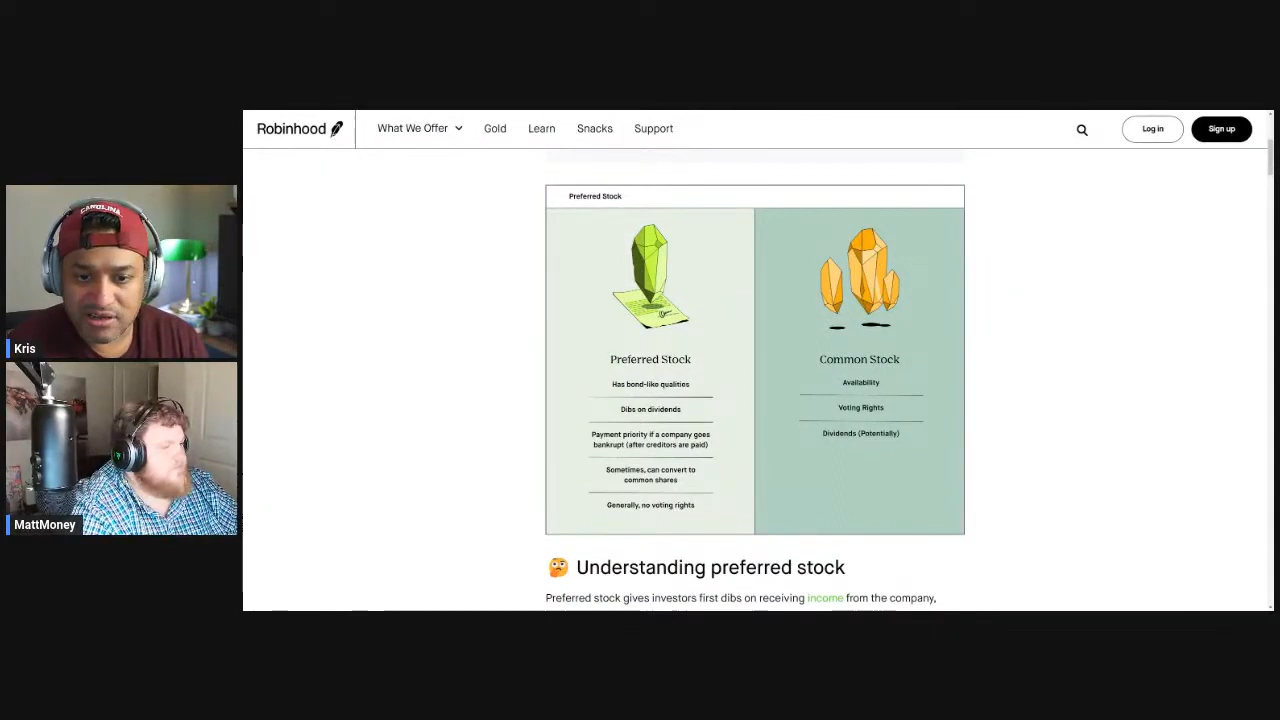 Robinhood
What We Offer
Gold
Learn
Snacks
Support
Log in
Sign up
CAROLINA
Kris
MattMoney
Preferred Stock
Preferred Stock
Has bond-like qualities
Dibs on dividends
Payment priority if a company goes
bankrupt (after creditors are paid)
Sometimes, can convert to
common shares
Generally, no voting rights
Common Stock
Availability
Voting Rights
Dividends (Potentially)
🤔 Understanding preferred stock
Preferred stock gives investors first dibs on receiving income from the company,